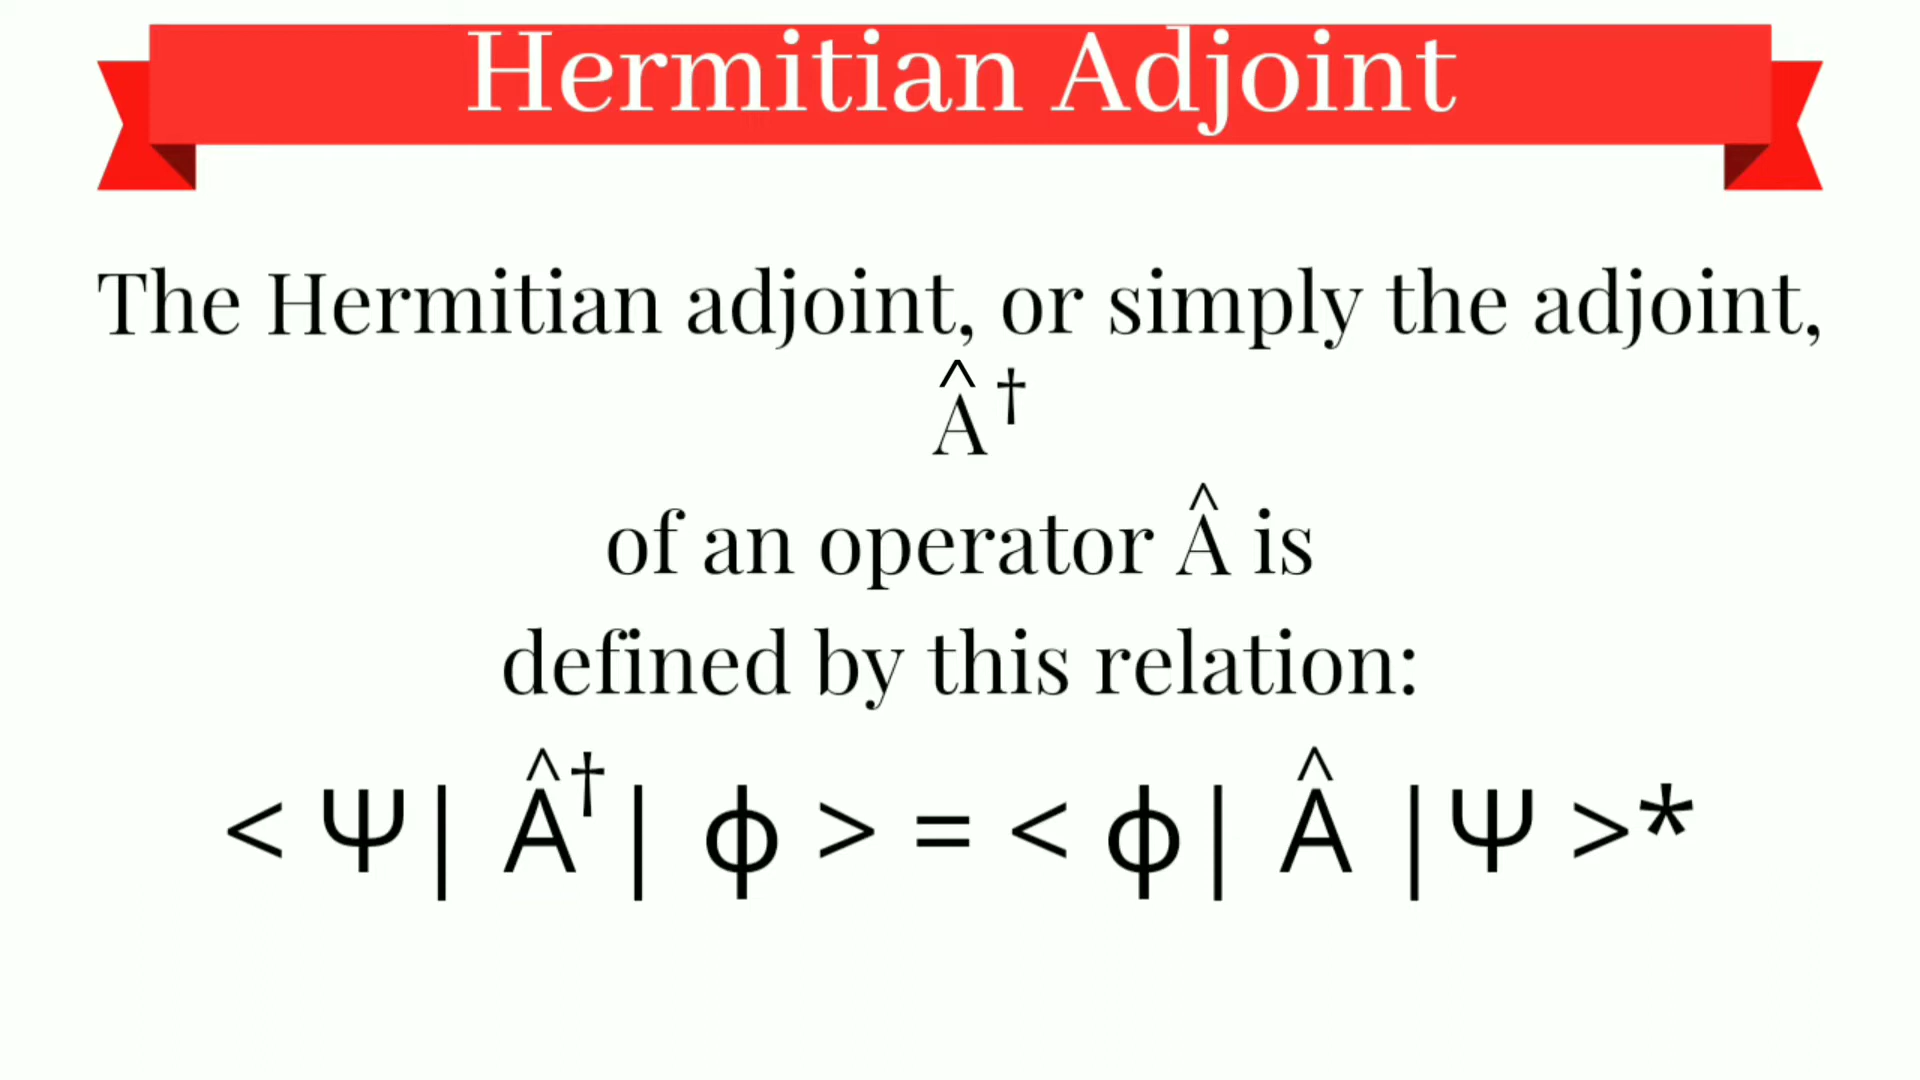 Hermitian Adjoint
The Hermitian adjoint, or simply the adjoint,
Â†
of an operator Â is
defined by this relation:
< Ψ| Â†| ϕ > = < ϕ| Â |Ψ >*